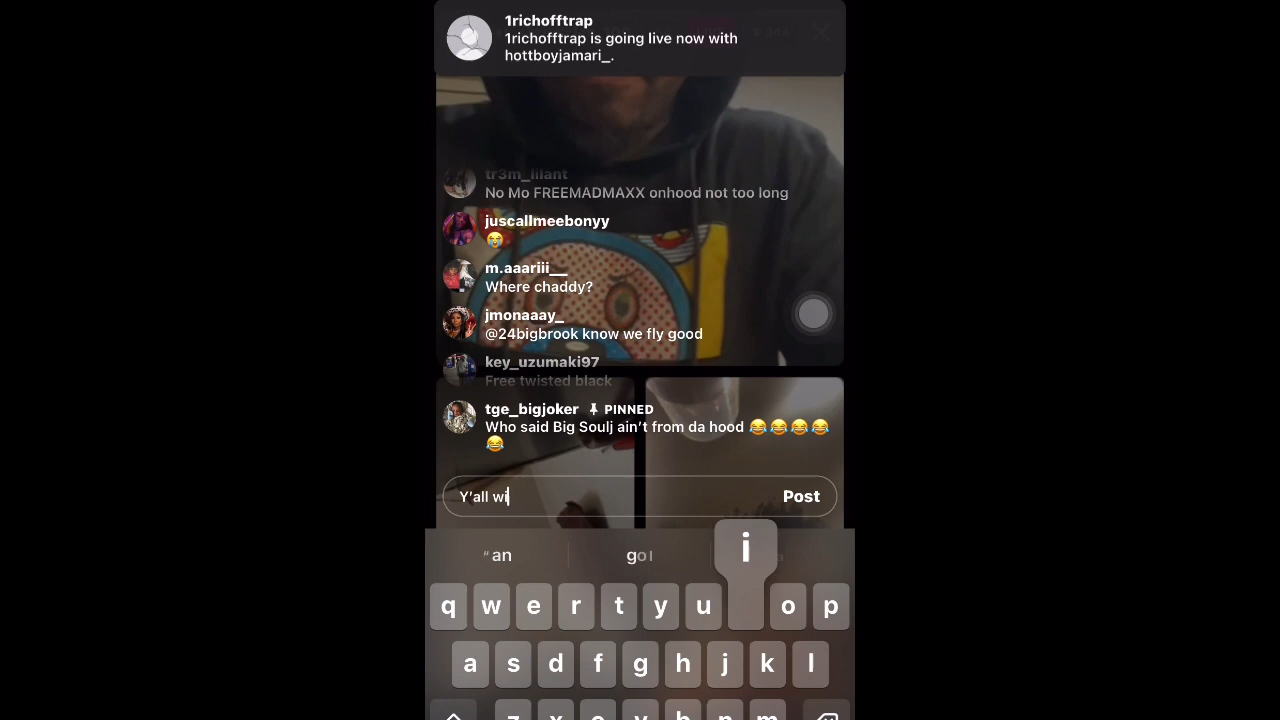 1richofftrap
1richofftrap is going live now with
hottboyjamari_.
tr3m_lilant
No Mo FREEMADMAXX onhood not too long
juscallmeebonyy
😭
m.aaariii__
Where chaddy?
jmonaaay_
@24bigbrook know we fly good
key_uzumaki97
Free twisted black
tge_bigjoker PINNED
Who said Big Soulj ain't from da hood 😂😂😂😂
😂
Y'all wi
Post
i
q w e r t y u o p
a s d f g h j k l
z x c v b n m